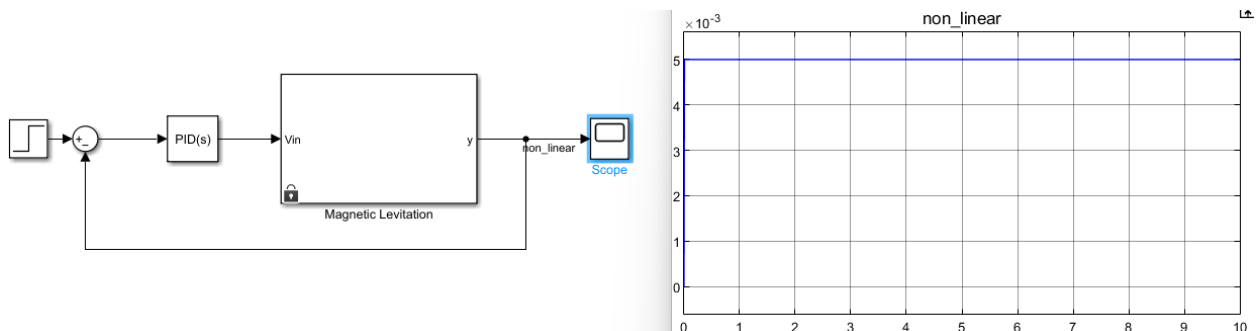 +
_
PID(s)
Vin
y
non_linear
Magnetic Levitation
Scope
×10⁻³
non_linear
5
4
3
2
1
0
0 1 2 3 4 5 6 7 8 9 10